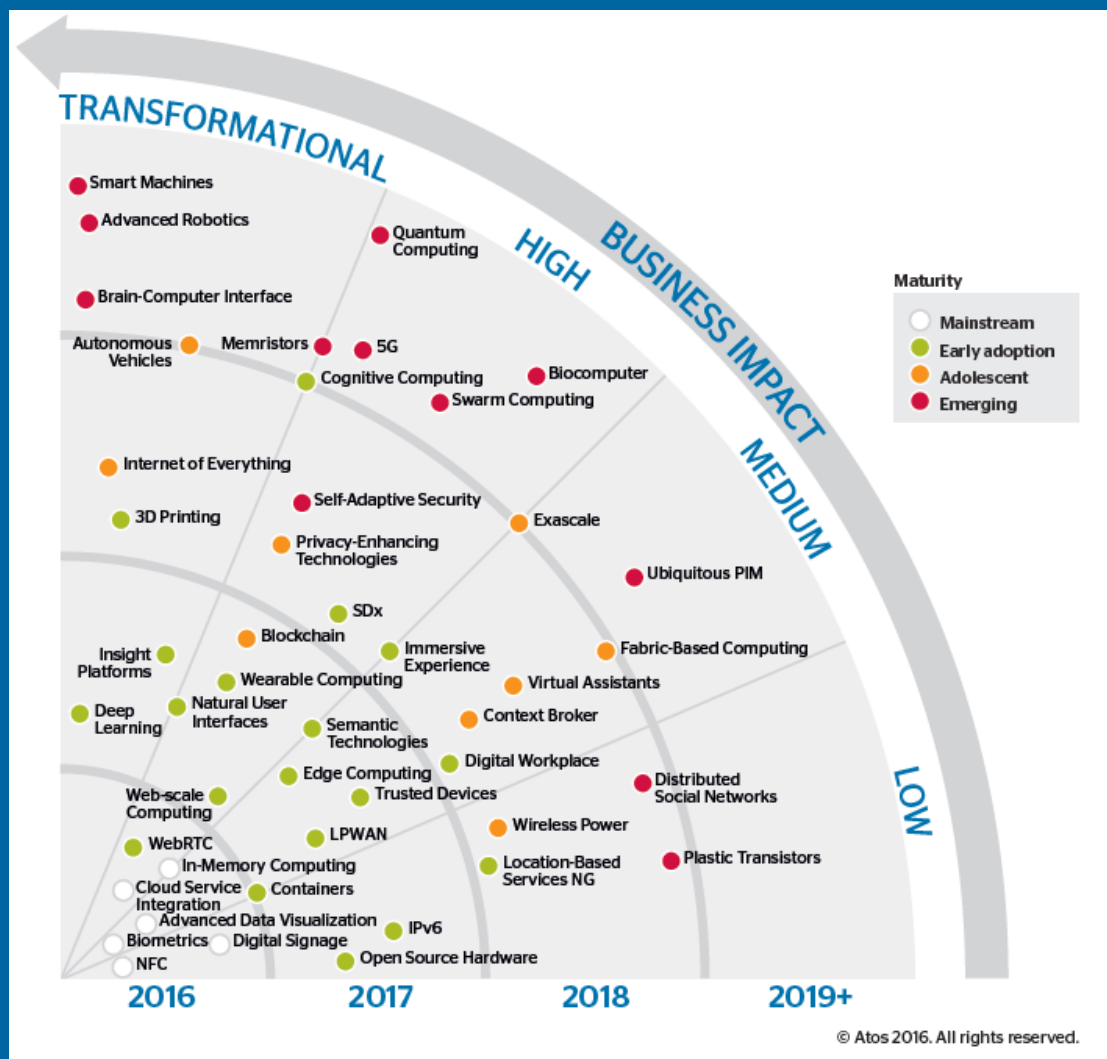 TRANSFORMATIONAL
HIGH
BUSINESS IMPACT
MEDIUM
LOW
Smart Machines
Advanced Robotics
Quantum
Computing
Brain-Computer Interface
Autonomous
Vehicles
Memristors
5G
Cognitive Computing
Biocomputer
Swarm Computing
Internet of Everything
3D Printing
Self-Adaptive Security
Privacy-Enhancing
Technologies
Exascale
Ubiquitous PIM
SDx
Blockchain
Immersive
Experience
Fabric-Based Computing
Insight
Platforms
Wearable Computing
Virtual Assistants
Deep
Learning
Natural User
Interfaces
Semantic
Technologies
Context Broker
Digital Workplace
Edge Computing
Distributed
Social Networks
Web-scale
Computing
Trusted Devices
WebRTC
LPWAN
Wireless Power
In-Memory Computing
Location-Based
Services NG
Plastic Transistors
Cloud Service
Integration
Containers
Advanced Data Visualization
IPv6
Biometrics
Digital Signage
NFC
Open Source Hardware
2016
2017
2018
2019+
Maturity
Mainstream
Early adoption
Adolescent
Emerging
© Atos 2016. All rights reserved.